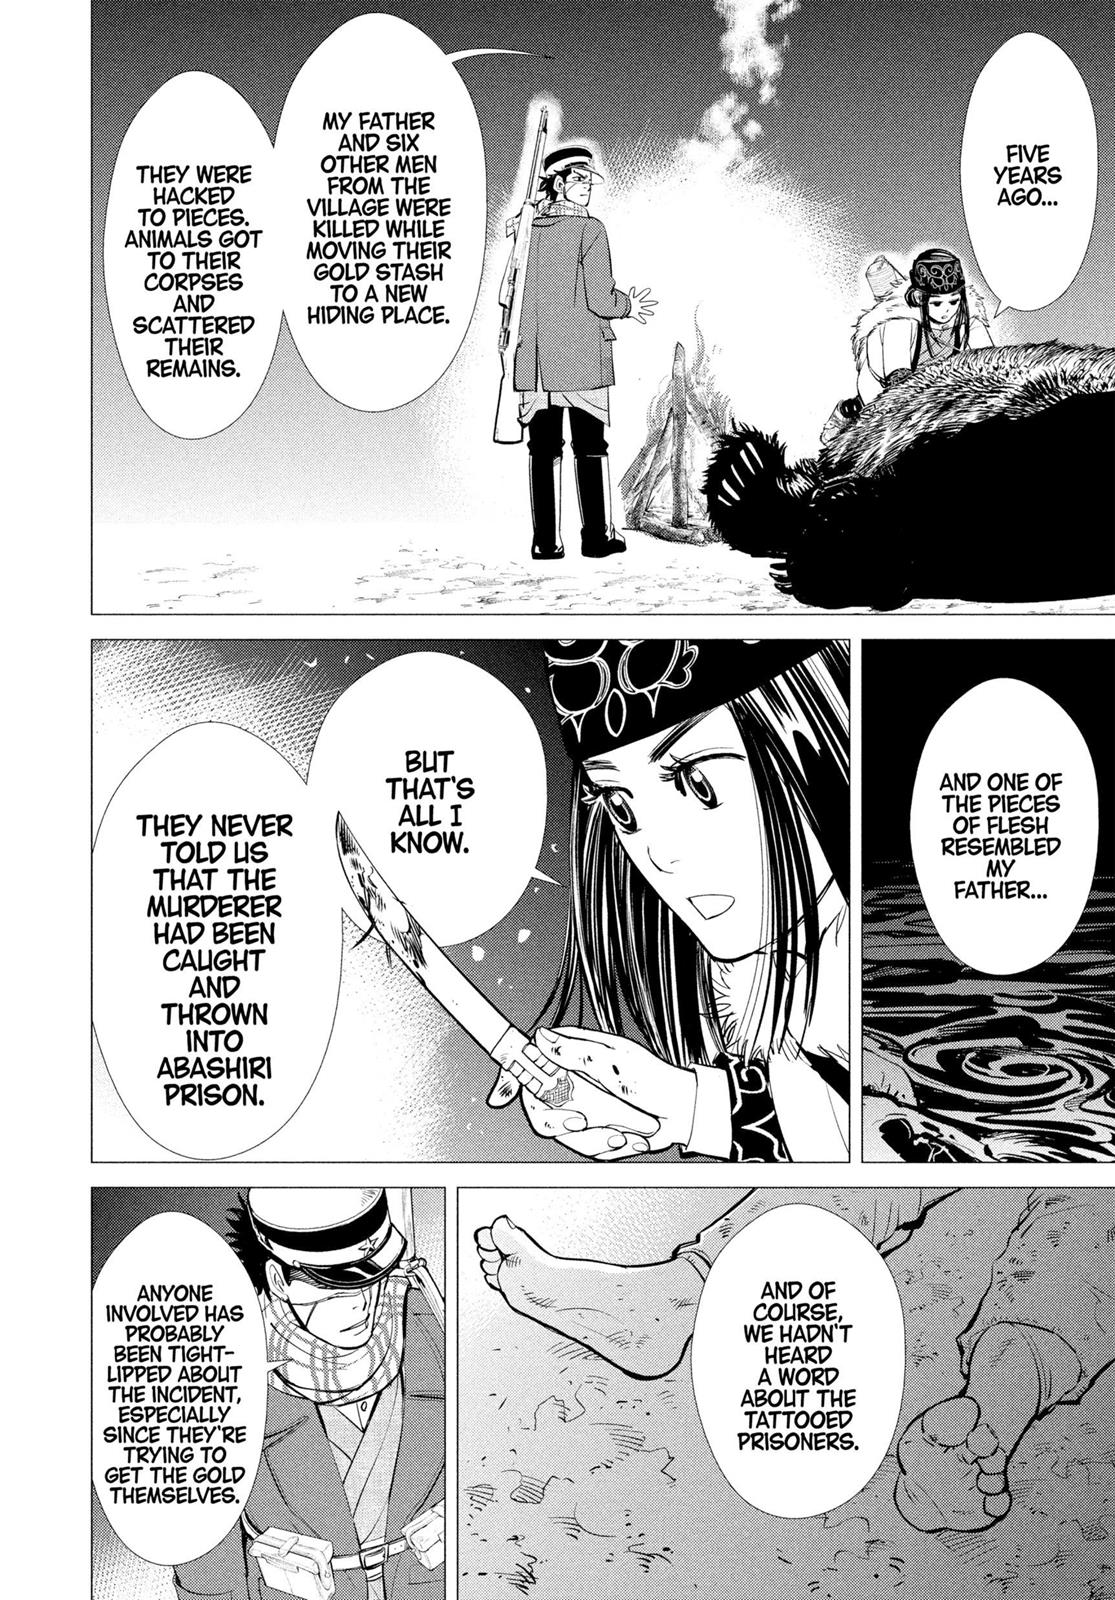 FIVE
YEARS
AGO...
MY FATHER
AND SIX
OTHER MEN
FROM THE
VILLAGE WERE
KILLED WHILE
MOVING THEIR
GOLD STASH
TO A NEW
HIDING PLACE.
THEY WERE
HACKED
TO PIECES.
ANIMALS GOT
TO THEIR
CORPSES
AND
SCATTERED
THEIR
REMAINS.
AND ONE OF
THE PIECES
OF FLESH
RESEMBLED
MY
FATHER...
BUT
THAT'S
ALL I
KNOW.
THEY NEVER
TOLD US
THAT THE
MURDERER
HAD BEEN
CAUGHT
AND
THROWN
INTO
ABASHIRI
PRISON.
AND OF
COURSE,
WE HADN'T
HEARD
A WORD
ABOUT THE
TATTOOED
PRISONERS.
ANYONE
INVOLVED HAS
PROBABLY
BEEN TIGHT-
LIPPED ABOUT
THE INCIDENT,
ESPECIALLY
SINCE THEY'RE
TRYING TO
GET THE GOLD
THEMSELVES.